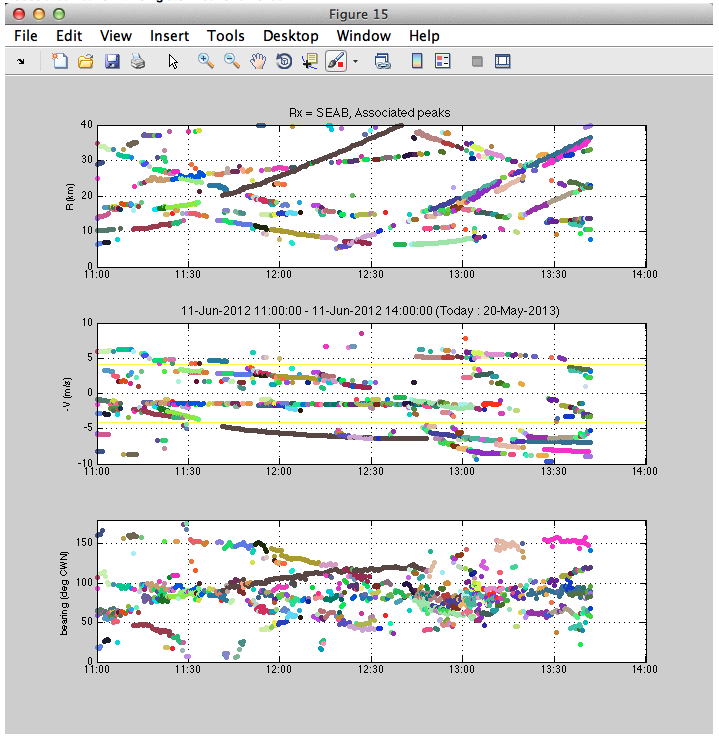 Figure 15
File Edit View Insert Tools Desktop Window Help
Rx = SEAB, Associated peaks
40
30
20
10
0
R (km)
11:00 11:30 12:00 12:30 13:00 13:30 14:00
11-Jun-2012 11:00:00 - 11-Jun-2012 14:00:00 (Today : 20-May-2013)
10
5
0
-5
-10
-V (m/s)
11:00 11:30 12:00 12:30 13:00 13:30 14:00
150
100
50
0
bearing (deg CWN)
11:00 11:30 12:00 12:30 13:00 13:30 14:00